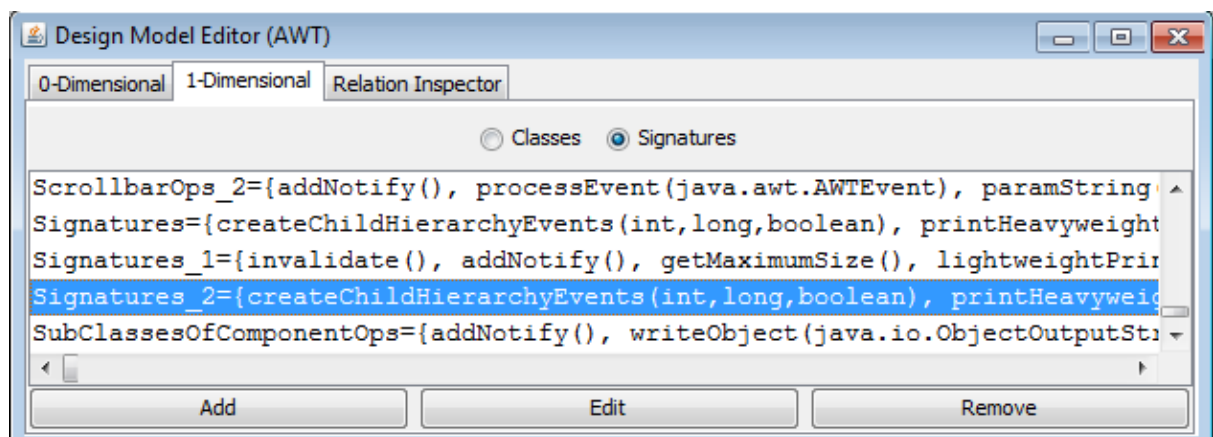 Design Model Editor (AWT)
0-Dimensional 1-Dimensional Relation Inspector
Classes Signatures
ScrollbarOps_2={addNotify(), processEvent(java.awt.AWTEvent), paramString(
Signatures={createChildHierarchyEvents(int,long,boolean), printHeavyweight
Signatures_1={invalidate(), addNotify(), getMaximumSize(), lightweightPrin
Signatures_2={createChildHierarchyEvents(int,long,boolean), printHeavyweig
SubClassesOfComponentOps={addNotify(), writeObject(java.io.ObjectOutputStr
Add Edit Remove